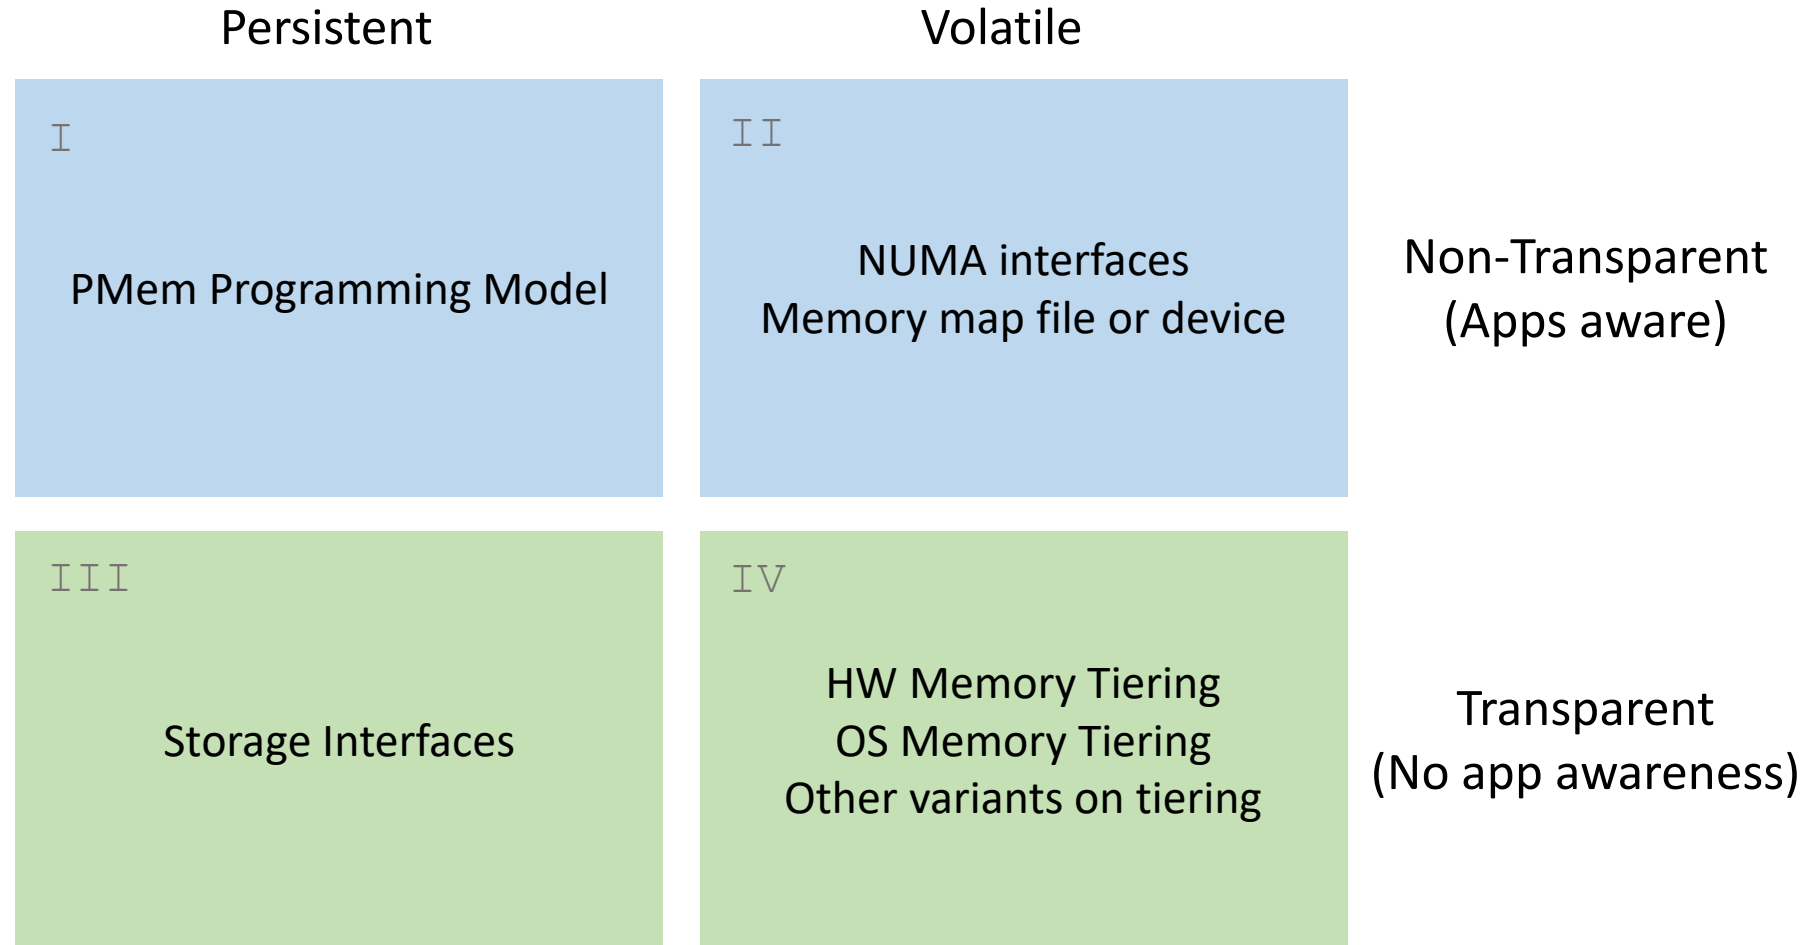 Persistent
Volatile
I
II
PMem Programming Model
NUMA interfaces
Memory map file or device
Non-Transparent
(Apps aware)
III
IV
Storage Interfaces
HW Memory Tiering
OS Memory Tiering
Other variants on tiering
Transparent
(No app awareness)